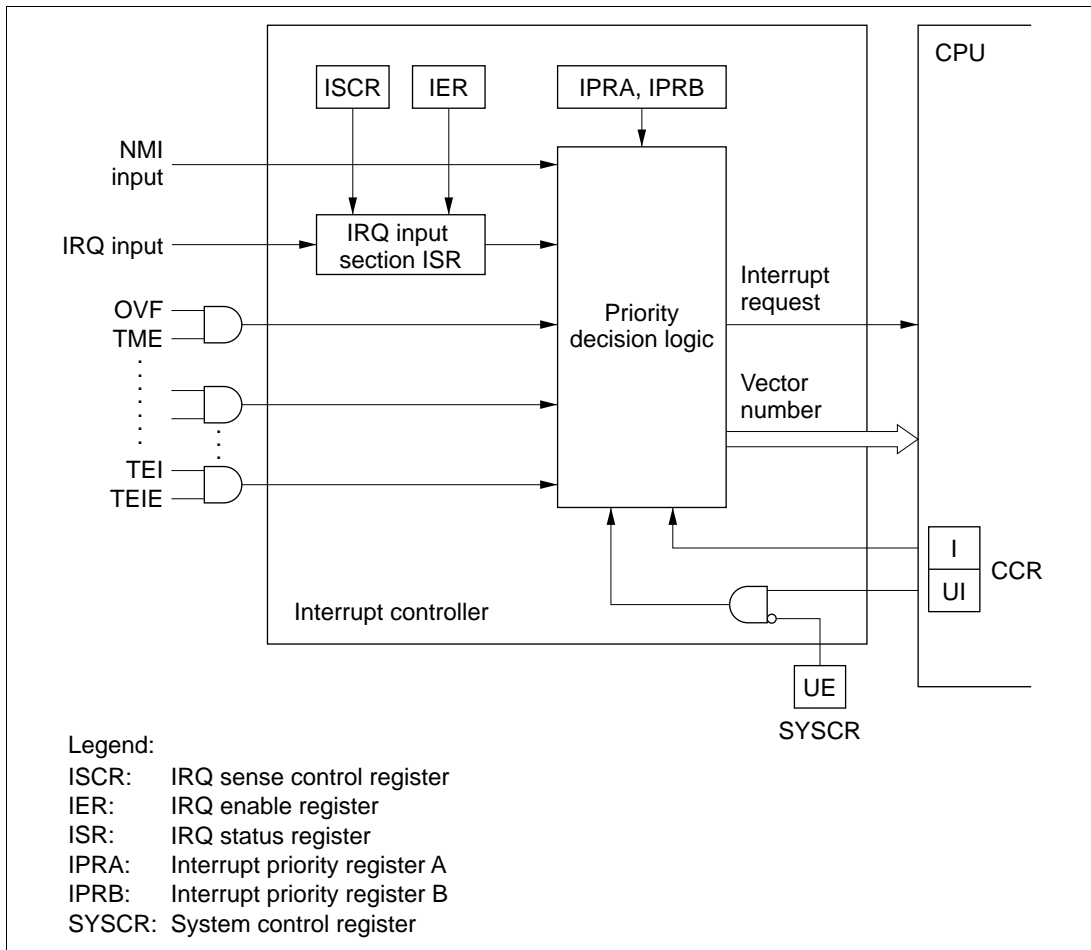 CPU
ISCR
IER
IPRA, IPRB
NMI
input
IRQ input
IRQ input
section ISR
OVF
TME
Priority
decision logic
Interrupt
request
Vector
number
TEI
TEIE
I
UI
CCR
Interrupt controller
UE
SYSCR
Legend:
ISCR: IRQ sense control register
IER: IRQ enable register
ISR: IRQ status register
IPRA: Interrupt priority register A
IPRB: Interrupt priority register B
SYSCR: System control register